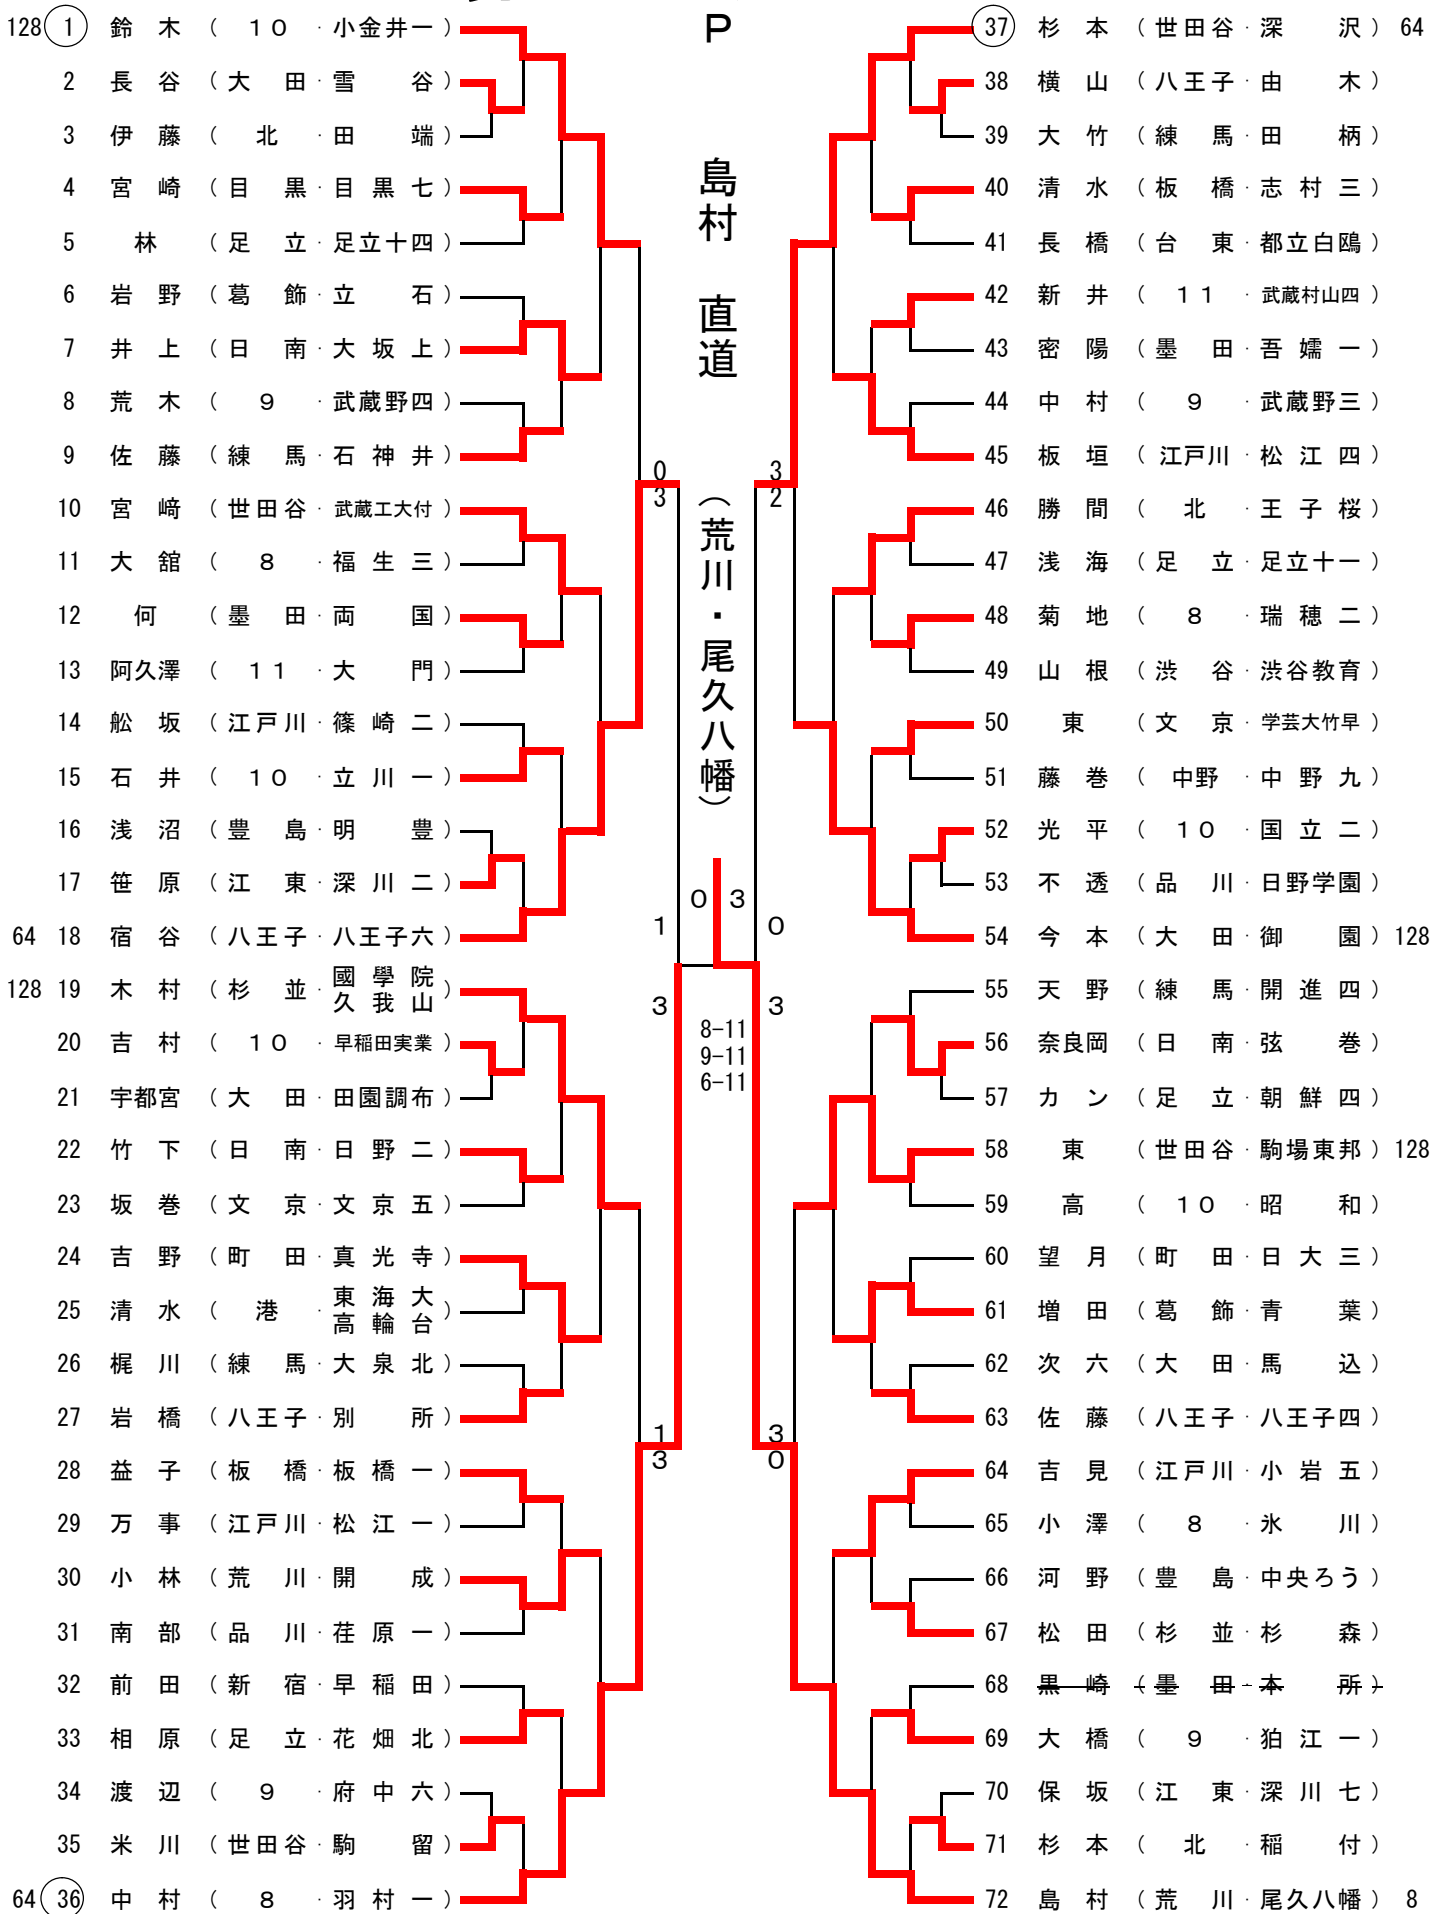 P
島村 直道 (荒川・尾久八幡)
128 1 鈴木 ( 10 ・ 小金井一 )
2 長谷 ( 大田 ・ 雪谷 )
3 伊藤 ( 北 ・ 田端 )
4 宮崎 ( 目黒 ・ 目黒七 )
5 林 ( 足立 ・ 足立十四 )
6 岩野 ( 葛飾 ・ 立石 )
7 井上 ( 日南 ・ 大坂上 )
8 荒木 ( 9 ・ 武蔵野四 )
9 佐藤 ( 練馬 ・ 石神井 )
10 宮﨑 ( 世田谷 ・ 武蔵工大付 )
11 大舘 ( 8 ・ 福生三 )
12 何 ( 墨田 ・ 両国 )
13 阿久澤 ( 11 ・ 大門 )
14 舩坂 ( 江戸川 ・ 篠崎二 )
15 石井 ( 10 ・ 立川一 )
16 浅沼 ( 豊島 ・ 明豊 )
17 笹原 ( 江東 ・ 深川二 )
64 18 宿谷 ( 八王子 ・ 八王子六 )
128 19 木村 ( 杉並 ・ 國學院久我山 )
20 吉村 ( 10 ・ 早稲田実業 )
21 宇都宮 ( 大田 ・ 田園調布 )
22 竹下 ( 日南 ・ 日野二 )
23 坂巻 ( 文京 ・ 文京五 )
24 吉野 ( 町田 ・ 真光寺 )
25 清水 ( 港 ・ 東海大高輪台 )
26 梶川 ( 練馬 ・ 大泉北 )
27 岩橋 ( 八王子 ・ 別所 )
28 益子 ( 板橋 ・ 板橋一 )
29 万事 ( 江戸川 ・ 松江一 )
30 小林 ( 荒川 ・ 開成 )
31 南部 ( 品川 ・ 荏原一 )
32 前田 ( 新宿 ・ 早稲田 )
33 相原 ( 足立 ・ 花畑北 )
34 渡辺 ( 9 ・ 府中六 )
35 米川 ( 世田谷 ・ 駒留 )
64 36 中村 ( 8 ・ 羽村一 )
0
3
1
3
1
3
0 3
8-11
9-11
6-11
3
2
0
3
3
0
37 杉本 ( 世田谷 ・ 深沢 ) 64
38 横山 ( 八王子 ・ 由木 )
39 大竹 ( 練馬 ・ 田柄 )
40 清水 ( 板橋 ・ 志村三 )
41 長橋 ( 台東 ・ 都立白鴎 )
42 新井 ( 11 ・ 武蔵村山四 )
43 密陽 ( 墨田 ・ 吾嬬一 )
44 中村 ( 9 ・ 武蔵野三 )
45 板垣 ( 江戸川 ・ 松江四 )
46 勝間 ( 北 ・ 王子桜 )
47 浅海 ( 足立 ・ 足立十一 )
48 菊地 ( 8 ・ 瑞穂二 )
49 山根 ( 渋谷 ・ 渋谷教育 )
50 東 ( 文京 ・ 学芸大竹早 )
51 藤巻 ( 中野 ・ 中野九 )
52 光平 ( 10 ・ 国立二 )
53 不透 ( 品川 ・ 日野学園 )
54 今本 ( 大田 ・ 御園 ) 128
55 天野 ( 練馬 ・ 開進四 )
56 奈良岡 ( 日南 ・ 弦巻 )
57 カン ( 足立 ・ 朝鮮四 )
58 東 ( 世田谷 ・ 駒場東邦 ) 128
59 高 ( 10 ・ 昭和 )
60 望月 ( 町田 ・ 日大三 )
61 増田 ( 葛飾 ・ 青葉 )
62 次六 ( 大田 ・ 馬込 )
63 佐藤 ( 八王子 ・ 八王子四 )
64 吉見 ( 江戸川 ・ 小岩五 )
65 小澤 ( 8 ・ 氷川 )
66 河野 ( 豊島 ・ 中央ろう )
67 松田 ( 杉並 ・ 杉森 )
68 黒崎 ( 墨田 ・ 本所 )
69 大橋 ( 9 ・ 狛江一 )
70 保坂 ( 江東 ・ 深川七 )
71 杉本 ( 北 ・ 稲付 )
72 島村 ( 荒川 ・ 尾久八幡 ) 8